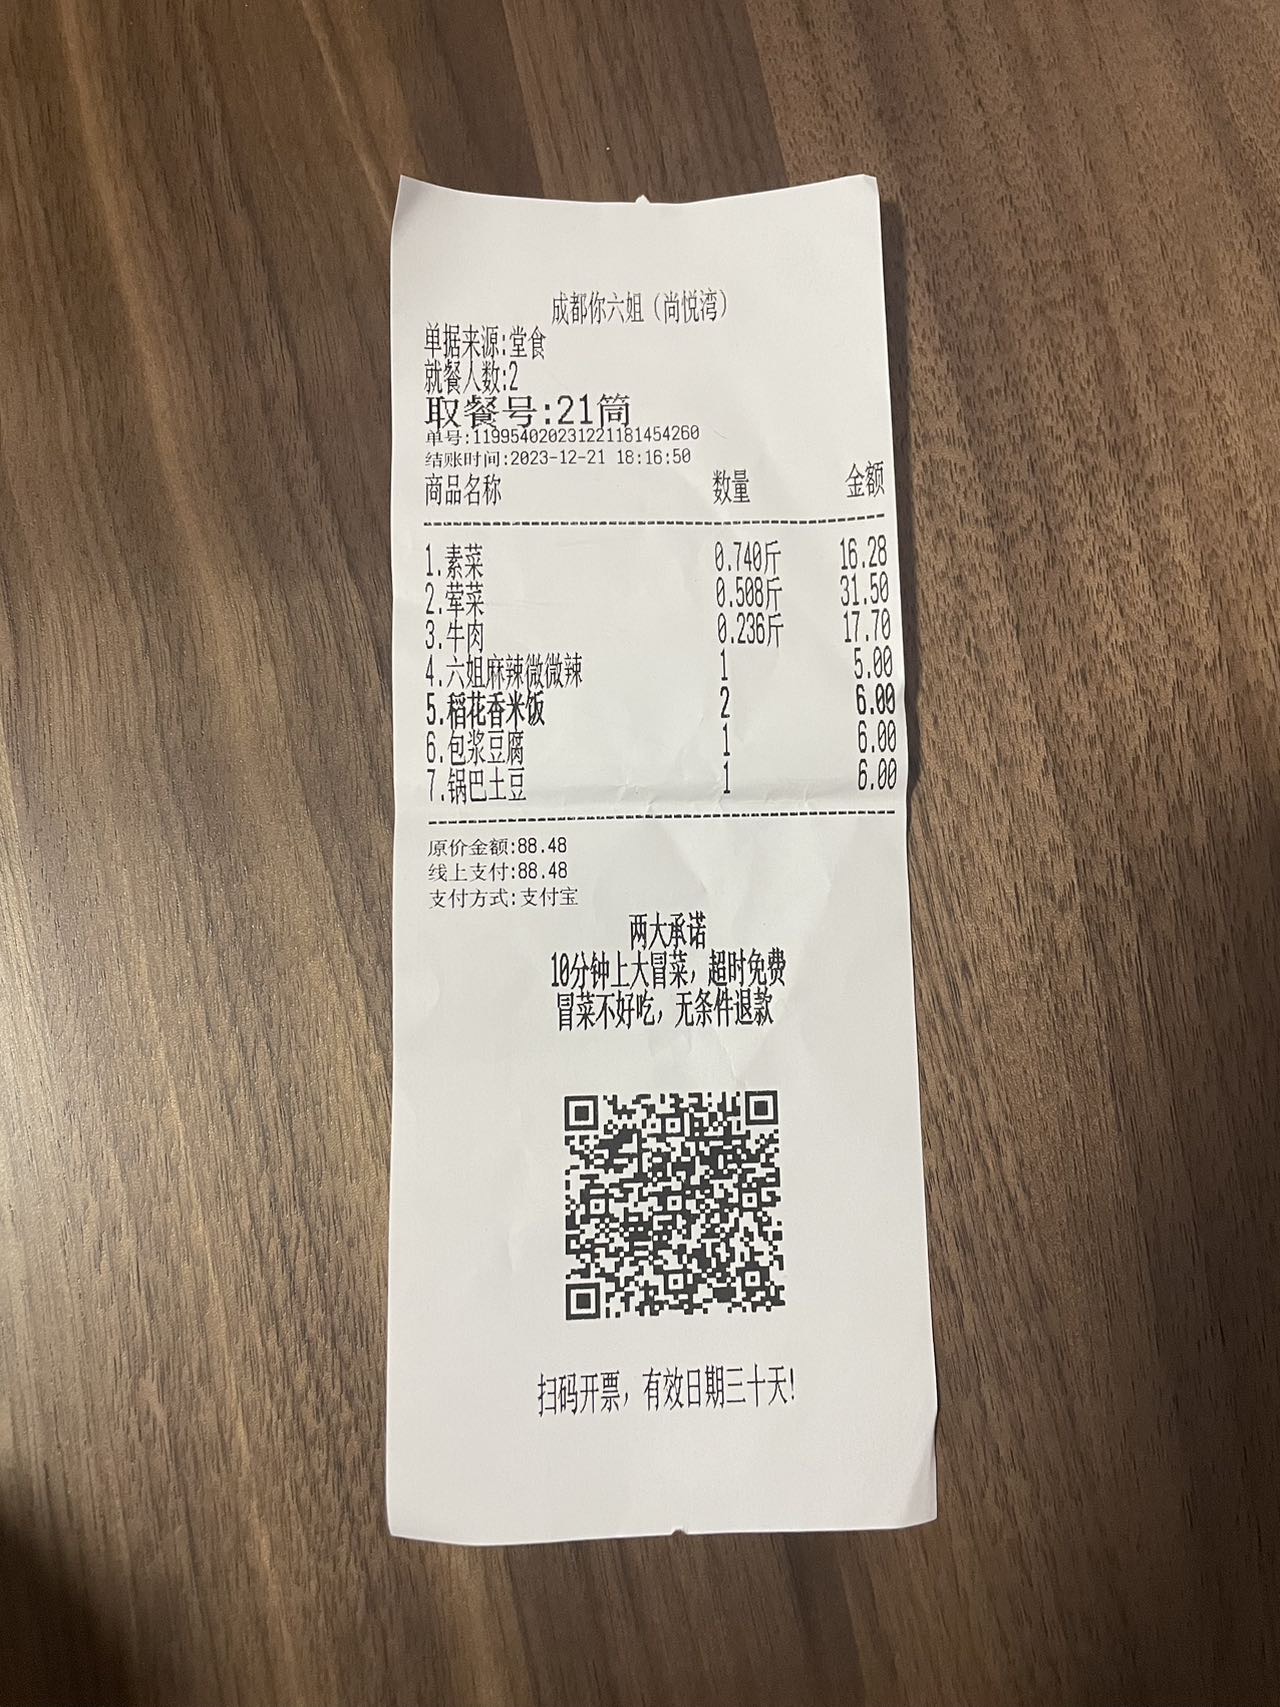 成都你六姐（尚悦湾）
单据来源:堂食
就餐人数:2
取餐号:21筒
单号:119954020231221181454260
结账时间:2023-12-21 18:16:50
商品名称 数量 金额
1.素菜 0.740斤 16.28
2.荤菜 0.508斤 31.50
3.牛肉 0.236斤 17.70
4.六姐麻辣微微辣 1 5.00
5.稻花香米饭 2 6.00
6.包浆豆腐 1 6.00
7.锅巴土豆 1 6.00
原价金额:88.48
线上支付:88.48
支付方式:支付宝
两大承诺
10分钟上大冒菜，超时免费
冒菜不好吃，无条件退款
扫码开票，有效日期三十天!